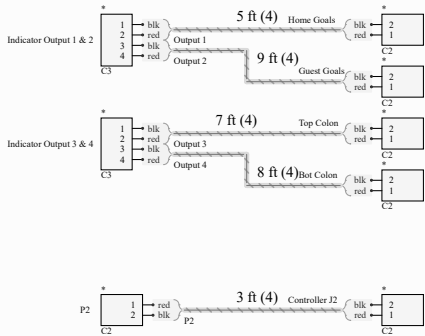 * 5 ft (4) Home Goals *
1 blk blk 2
2 red red 1
Indicator Output 1 & 2 3 blk Output 1 C2
4 red Output 2 9 ft (4) *
C3 Guest Goals
blk 2
red 1
C2
* 7 ft (4) Top Colon *
1 blk blk 2
2 red red 1
Indicator Output 3 & 4 3 blk Output 3 C2
4 red Output 4 *
C3 8 ft (4) Bot Colon
blk 2
red 1
C2
* 3 ft (4) Controller J2 *
P2 1 red blk 2
2 blk red 1
C2 P2 C2